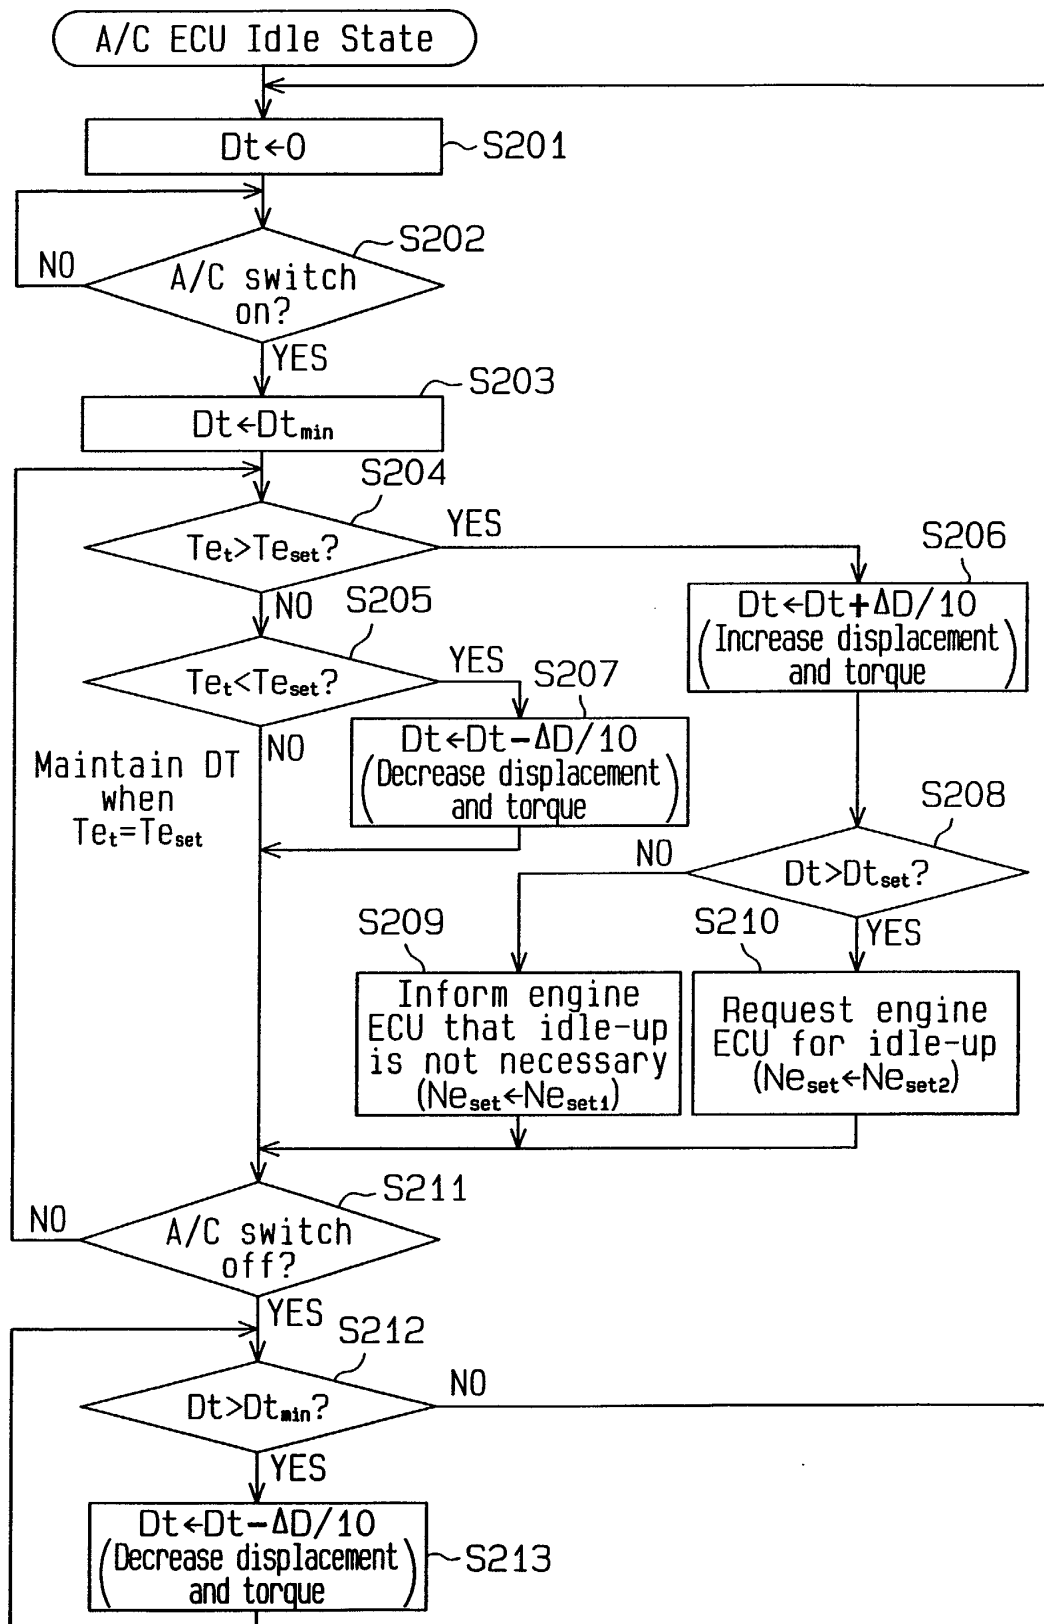 A/C ECU Idle State
Dt←0
S201
S202
A/C switch
on?
NO
YES
S203
Dt←Dtmin
S204
Tet>Teset?
YES
NO
S205
Tet<Teset?
YES
NO
S206
Dt←Dt+ΔD/10
(Increase displacement
and torque)
S207
Dt←Dt-ΔD/10
(Decrease displacement
and torque)
Maintain DT
when
Tet=Teset
S208
Dt>Dtset?
NO
YES
S209
Inform engine
ECU that idle-up
is not necessary
(Neset←Neset1)
S210
Request engine
ECU for idle-up
(Neset←Neset2)
S211
A/C switch
off?
NO
YES
S212
Dt>Dtmin?
NO
YES
Dt←Dt-ΔD/10
(Decrease displacement
and torque)
S213